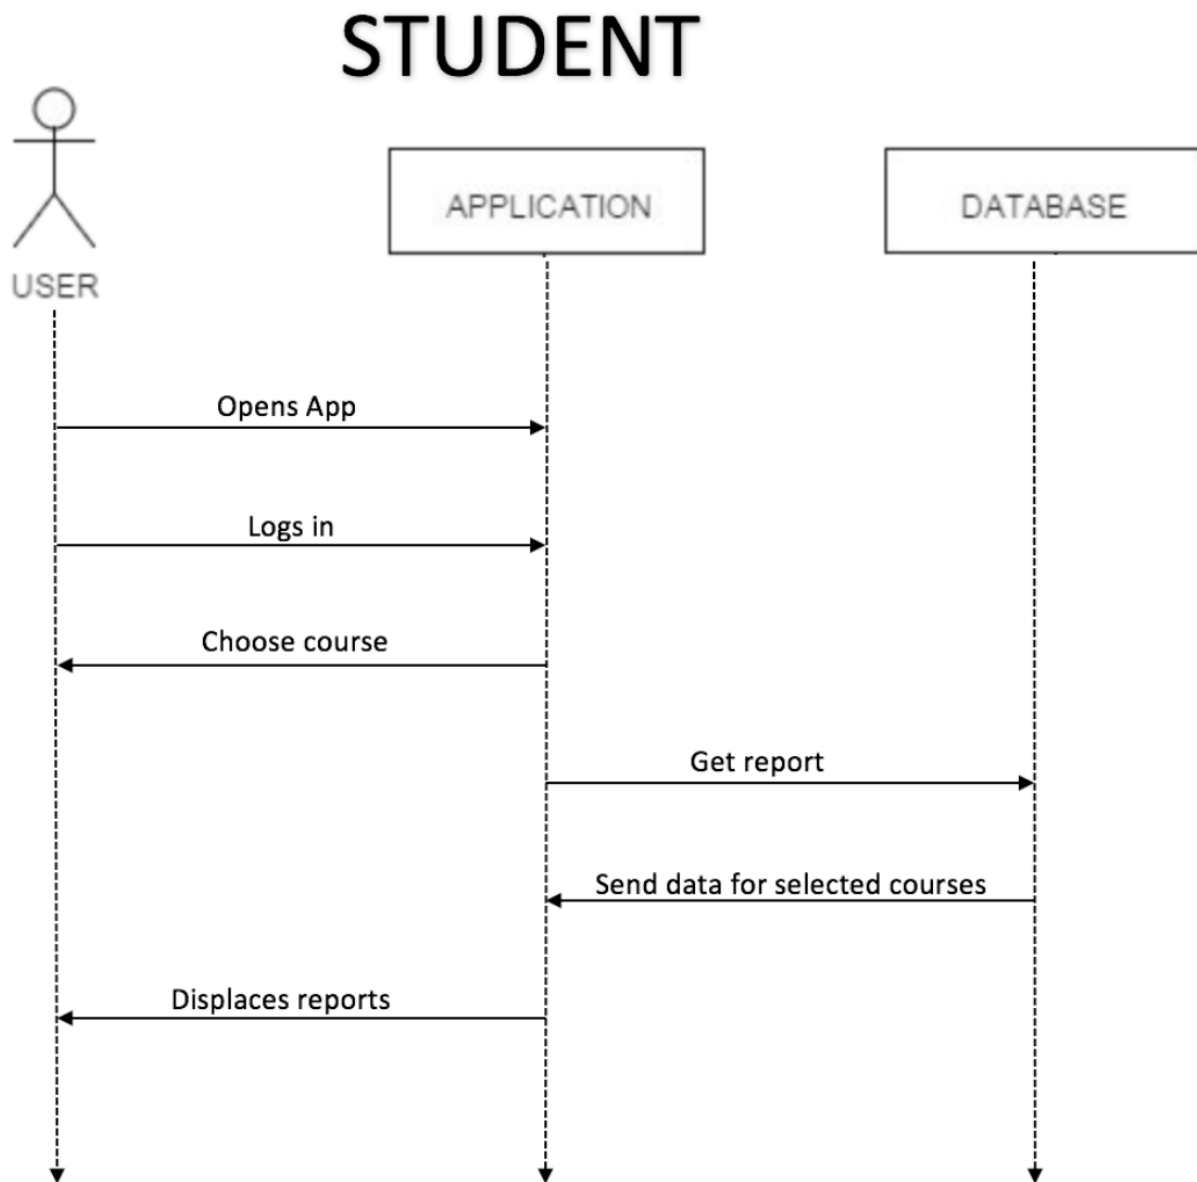 STUDENT
USER
APPLICATION
DATABASE
Opens App
Logs in
Choose course
Get report
Send data for selected courses
Displaces reports